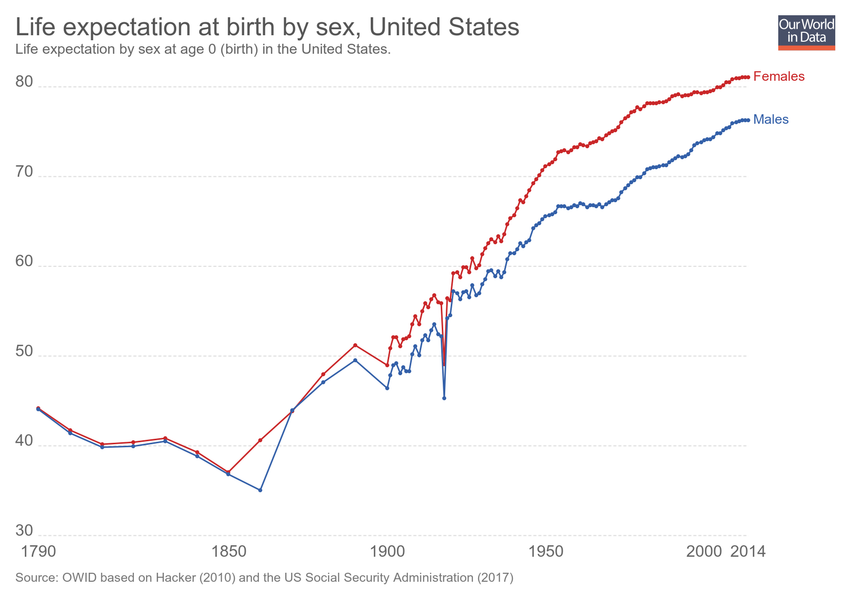 Life expectation at birth by sex, United States
Life expectation by sex at age 0 (birth) in the United States.
Our World
in Data
80
Females
Males
70
60
50
40
30
1790 1850 1900 1950 2000 2014
Source: OWID based on Hacker (2010) and the US Social Security Administration (2017)